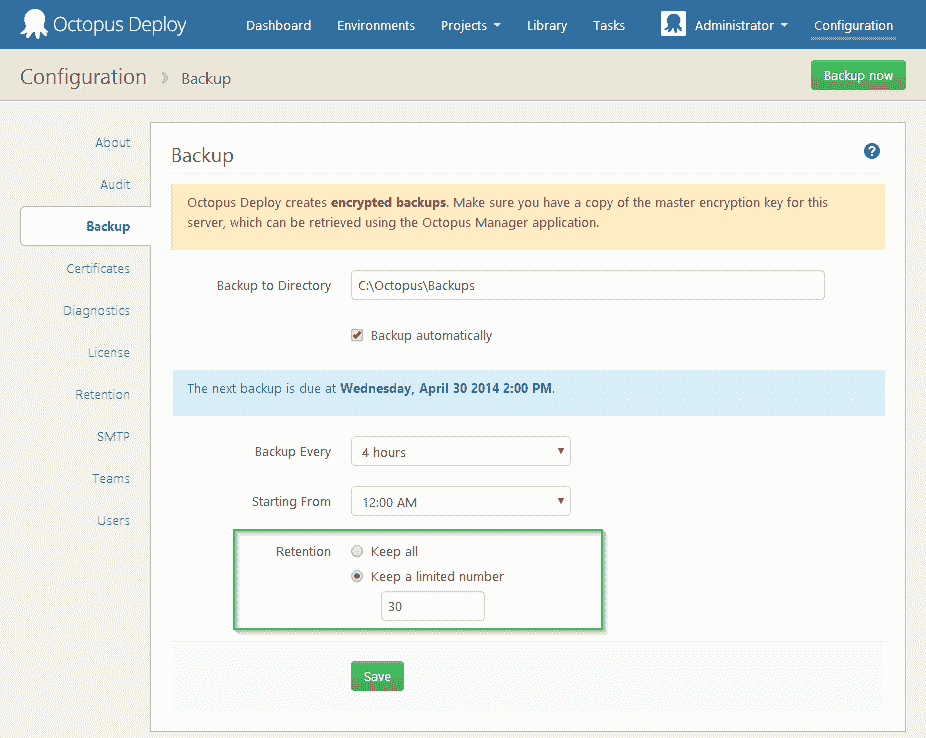 Octopus Deploy Dashboard Environments Projects Library Tasks Administrator Configuration
Configuration Backup Backup now
About
Audit
Backup
Certificates
Diagnostics
License
Retention
SMTP
Teams
Users
Backup ?
Octopus Deploy creates encrypted backups. Make sure you have a copy of the master encryption key for this
server, which can be retrieved using the Octopus Manager application.
Backup to Directory C:\Octopus\Backups
Backup automatically
The next backup is due at Wednesday, April 30 2014 2:00 PM.
Backup Every 4 hours
Starting From 12:00 AM
Retention Keep all
Keep a limited number
30
Save